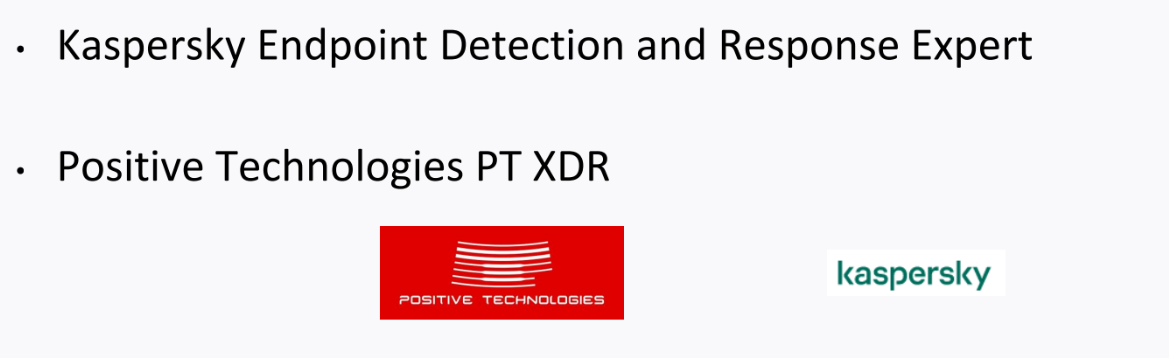 • Kaspersky Endpoint Detection and Response Expert
• Positive Technologies PT XDR
POSITIVE TECHNOLOGIES
kaspersky